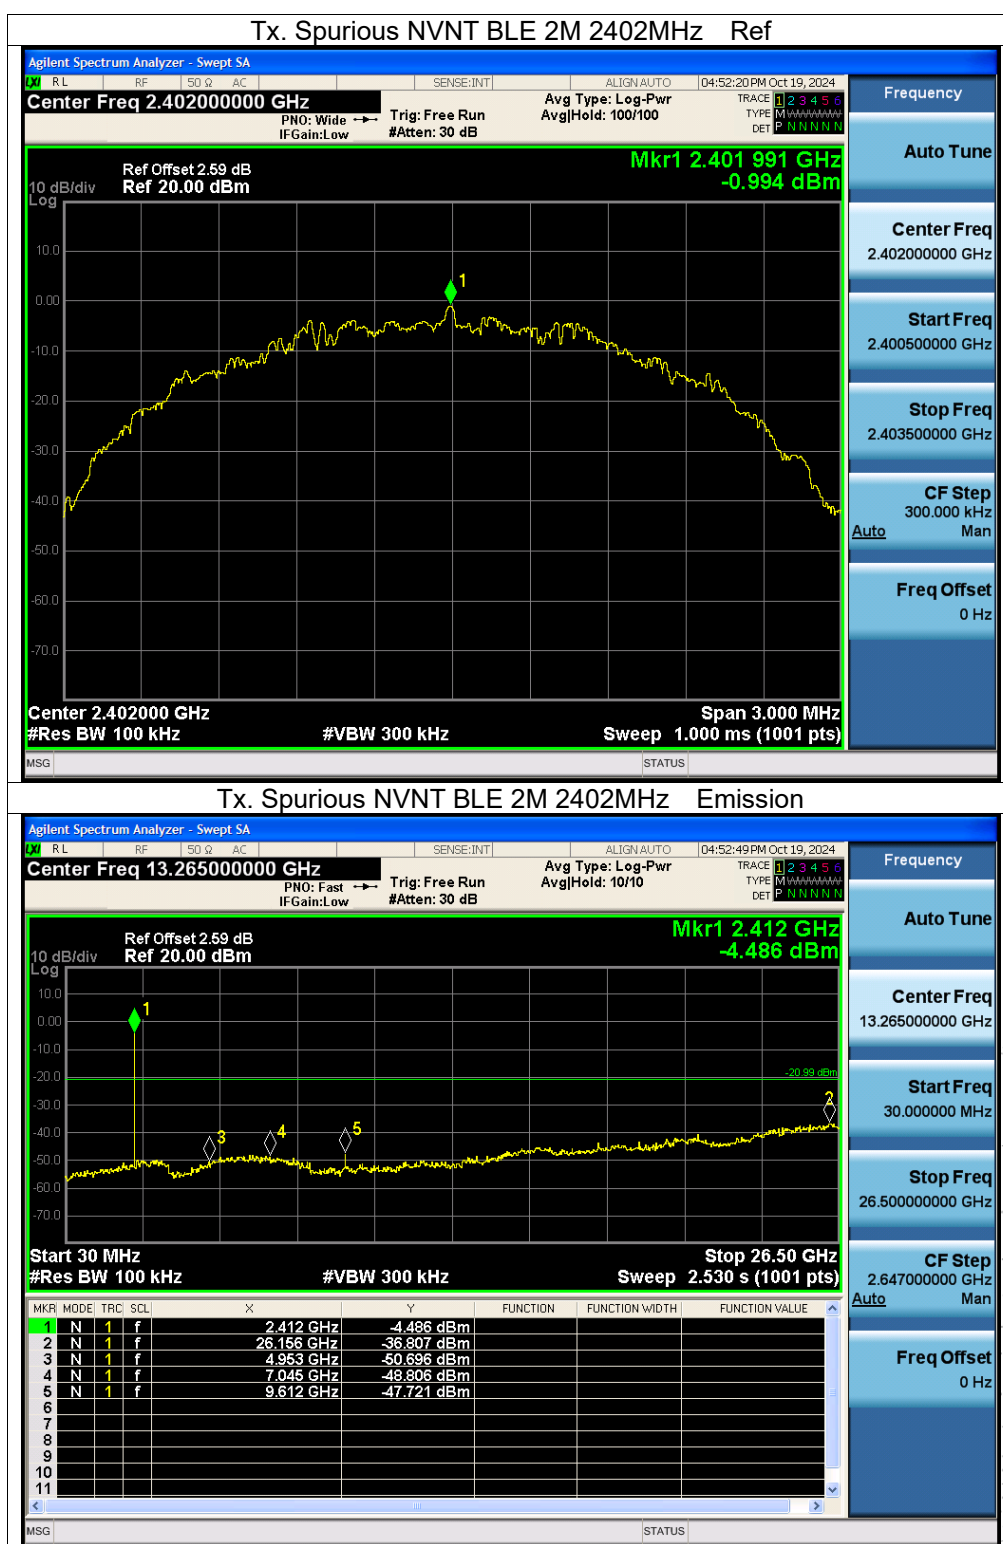 Tx. Spurious NVNT BLE 2M 2402MHz Ref
Agilent Spectrum Analyzer - Swept SA
LXI RL RF 50 Ω AC SENSE:INT ALIGN AUTO 04:52:20 PM Oct 19, 2024
Center Freq 2.402000000 GHz
PNO: Wide
IFGain:Low
Trig: Free Run
#Atten: 30 dB
Avg Type: Log-Pwr
Avg|Hold: 100/100
TRACE 1 2 3 4 5 6
TYPE M W W W W W
DET P N N N N N
Ref Offset 2.59 dB
Ref 20.00 dBm
10 dB/div
Log
Mkr1 2.401 991 GHz
-0.994 dBm
10.0
0.00
-10.0
-20.0
-30.0
-40.0
-50.0
-60.0
-70.0
1
Center 2.402000 GHz
Span 3.000 MHz
#Res BW 100 kHz
#VBW 300 kHz
Sweep 1.000 ms (1001 pts)
MSG
STATUS
Frequency
Auto Tune
Center Freq
2.402000000 GHz
Start Freq
2.400500000 GHz
Stop Freq
2.403500000 GHz
CF Step
300.000 kHz
Auto Man
Freq Offset
0 Hz
Tx. Spurious NVNT BLE 2M 2402MHz Emission
Agilent Spectrum Analyzer - Swept SA
LXI RL RF 50 Ω AC SENSE:INT ALIGN AUTO 04:52:49 PM Oct 19, 2024
Center Freq 13.265000000 GHz
PNO: Fast
IFGain:Low
Trig: Free Run
#Atten: 30 dB
Avg Type: Log-Pwr
Avg|Hold: 10/10
TRACE 1 2 3 4 5 6
TYPE M W W W W W
DET P N N N N N
Ref Offset 2.59 dB
Ref 20.00 dBm
10 dB/div
Log
Mkr1 2.412 GHz
-4.486 dBm
10.0
0.00
-10.0
-20.0
-30.0
-40.0
-50.0
-60.0
-70.0
-20.99 dBm
1
2
3
4
5
Start 30 MHz
Stop 26.50 GHz
#Res BW 100 kHz
#VBW 300 kHz
Sweep 2.530 s (1001 pts)
MKR MODE TRC SCL X Y FUNCTION FUNCTION WIDTH FUNCTION VALUE
1 N 1 f 2.412 GHz -4.486 dBm
2 N 1 f 26.156 GHz -36.807 dBm
3 N 1 f 4.953 GHz -50.696 dBm
4 N 1 f 7.045 GHz -48.806 dBm
5 N 1 f 9.612 GHz -47.721 dBm
6
7
8
9
10
11
MSG
STATUS
Frequency
Auto Tune
Center Freq
13.265000000 GHz
Start Freq
30.000000 MHz
Stop Freq
26.500000000 GHz
CF Step
2.647000000 GHz
Auto Man
Freq Offset
0 Hz